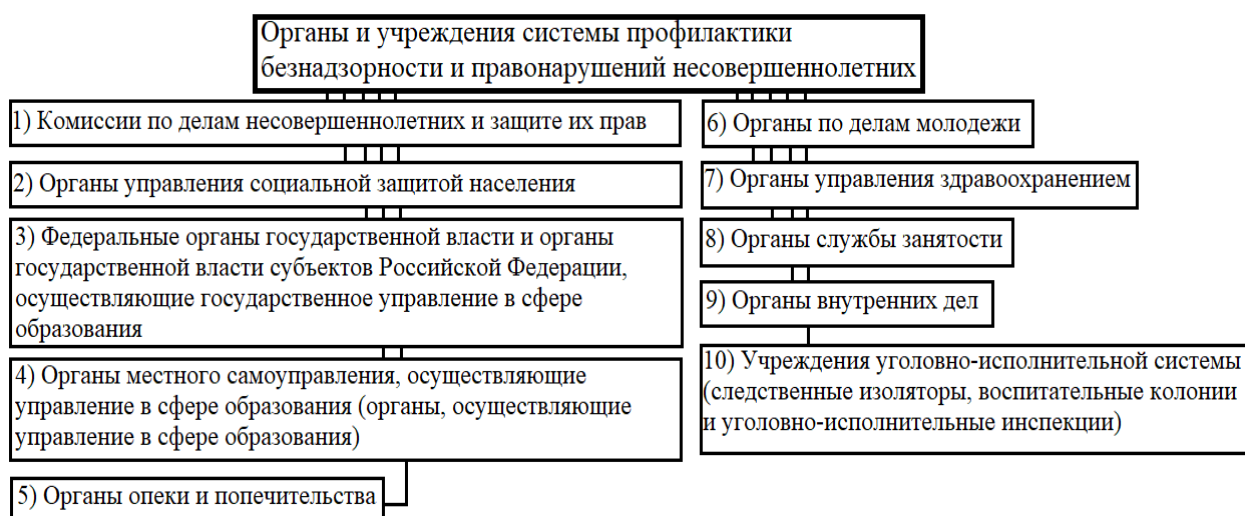 Органы и учреждения системы профилактики
безнадзорности и правонарушений несовершеннолетних
1) Комиссии по делам несовершеннолетних и защите их прав
2) Органы управления социальной защитой населения
3) Федеральные органы государственной власти и органы
государственной власти субъектов Российской Федерации,
осуществляющие государственное управление в сфере
образования
4) Органы местного самоуправления, осуществляющие
управление в сфере образования (органы, осуществляющие
управление в сфере образования)
5) Органы опеки и попечительства
6) Органы по делам молодежи
7) Органы управления здравоохранением
8) Органы службы занятости
9) Органы внутренних дел
10) Учреждения уголовно-исполнительной системы
(следственные изоляторы, воспитательные колонии
и уголовно-исполнительные инспекции)